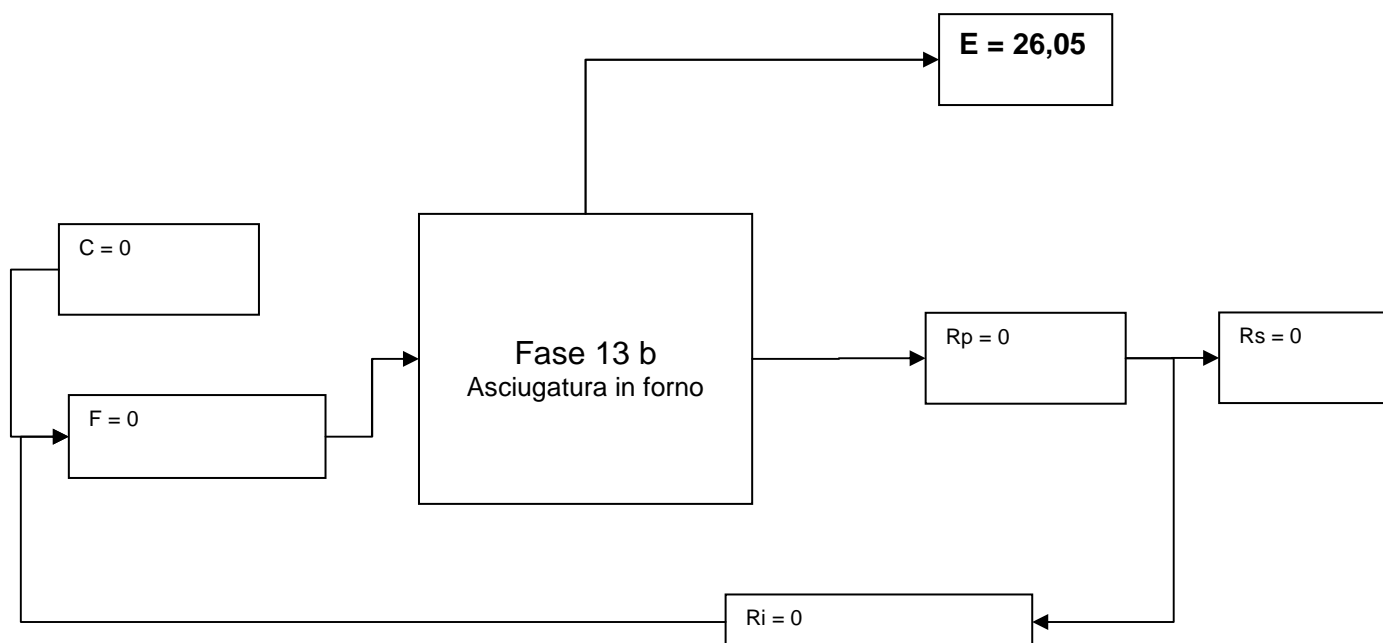 E = 26,05
C = 0
Fase 13 b
Asciugatura in forno
Rp = 0
Rs = 0
F = 0
Ri = 0